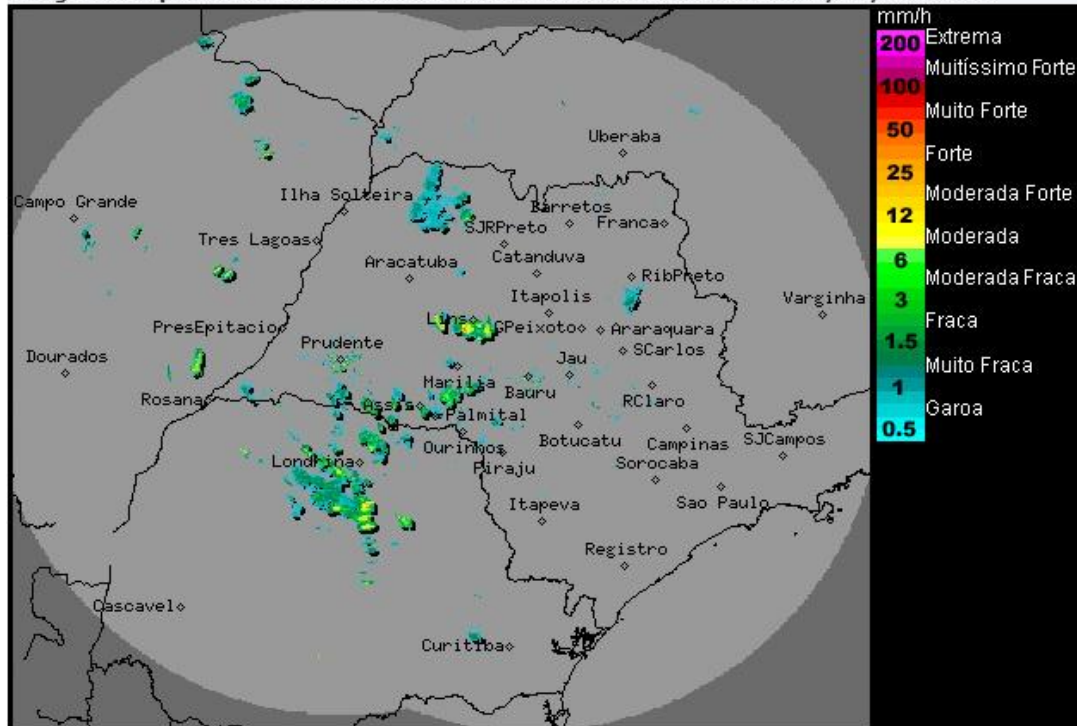 mm/h
200 Extrema
Muitíssimo Forte
100
Muito Forte
50
Forte
25
Moderada Forte
12
Moderada
6
Moderada Fraca
3
Fraca
1.5
Muito Fraca
1
Garoa
0.5
Uberaba
Ilha Solteira
Campo Grande
Barretos
SJRPreto
Franca
Tres Lagoas
Catanduva
Aracatuba
RibPreto
Itapolis
Varginha
Lins
GPeixoto
Araraquara
PresEpitacio
Prudente
SCarlos
Dourados
Jau
Marilia
Bauru
Rosana
Assis
RClaro
Palmital
Ourinhos
Botucatu
Campinas
SJCampos
Londrina
Piraju
Sorocaba
Itapeva
Sao Paulo
Registro
Cascavel
Curitiba